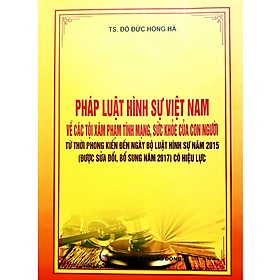 TS. ĐỖ ĐỨC HỒNG HÀ
PHÁP LUẬT HÌNH SỰ VIỆT NAM
VỀ CÁC TỘI XÂM PHẠM TÍNH MẠNG, SỨC KHỎE CỦA CON NGƯỜI
TỪ THỜI PHONG KIẾN ĐẾN NGÀY BỘ LUẬT HÌNH SỰ NĂM 2015
(ĐƯỢC SỬA ĐỔI, BỔ SUNG NĂM 2017) CÓ HIỆU LỰC